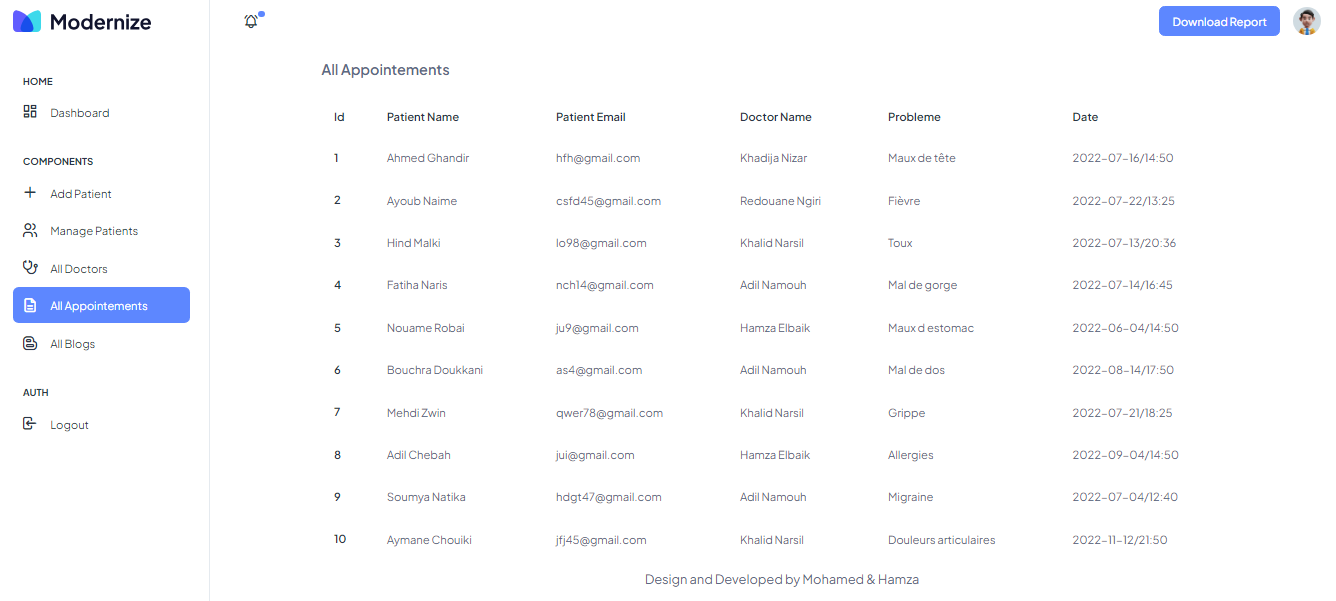 Modernize
Download Report
HOME
Dashboard
COMPONENTS
Add Patient
Manage Patients
All Doctors
All Appointements
All Blogs
AUTH
Logout
All Appointements
Id Patient Name Patient Email Doctor Name Probleme Date
1 Ahmed Ghandir hfh@gmail.com Khadija Nizar Maux de tête 2022-07-16/14:50
2 Ayoub Naime csfd45@gmail.com Redouane Ngiri Fièvre 2022-07-22/13:25
3 Hind Malki lo98@gmail.com Khalid Narsil Toux 2022-07-13/20:36
4 Fatiha Naris nch14@gmail.com Adil Namouh Mal de gorge 2022-07-14/16:45
5 Nouame Robai ju9@gmail.com Hamza Elbaik Maux d estomac 2022-06-04/14:50
6 Bouchra Doukkani as4@gmail.com Adil Namouh Mal de dos 2022-08-14/17:50
7 Mehdi Zwin qwer78@gmail.com Khalid Narsil Grippe 2022-07-21/18:25
8 Adil Chebah jui@gmail.com Hamza Elbaik Allergies 2022-09-04/14:50
9 Soumya Natika hdgt47@gmail.com Adil Namouh Migraine 2022-07-04/12:40
10 Aymane Chouiki jfj45@gmail.com Khalid Narsil Douleurs articulaires 2022-11-12/21:50
Design and Developed by Mohamed & Hamza